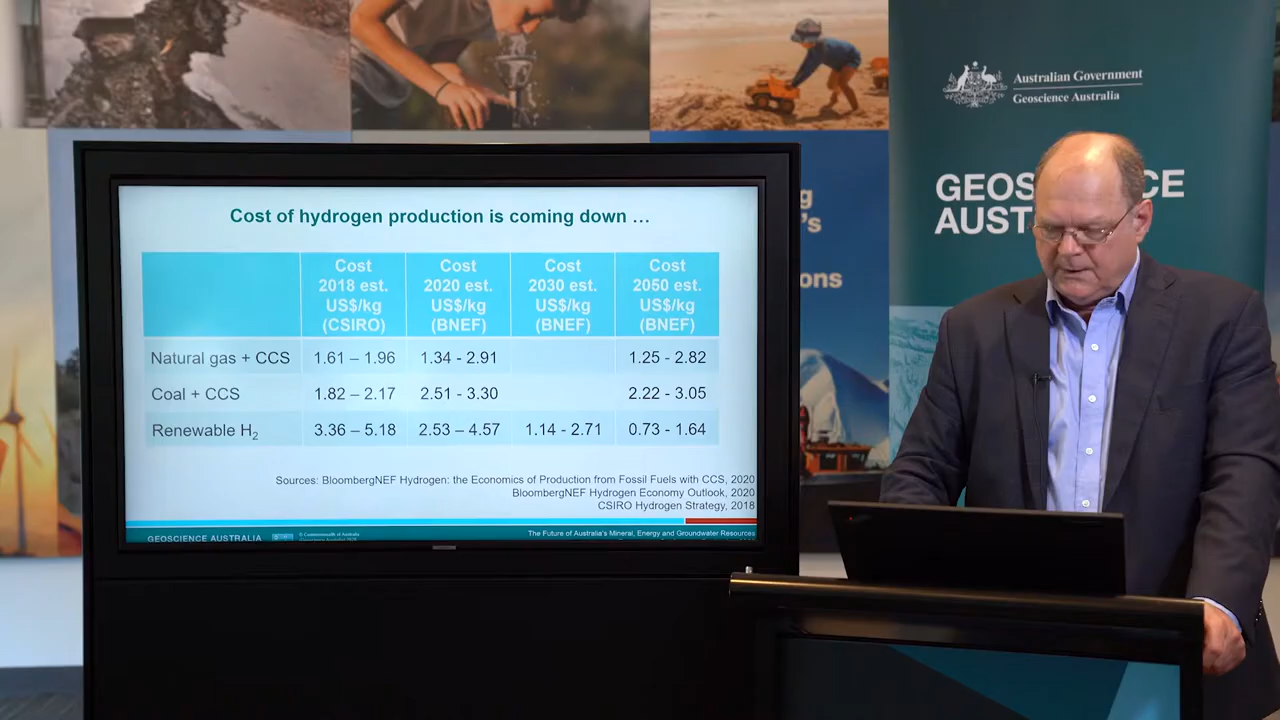 Australian Government
Geoscience Australia
GEOS CE
AUST
g
's
ons
Cost of hydrogen production is coming down …
Cost 2018 est. US$/kg (CSIRO) Cost 2020 est. US$/kg (BNEF) Cost 2030 est. US$/kg (BNEF) Cost 2050 est. US$/kg (BNEF)
Natural gas + CCS 1.61 – 1.96 1.34 - 2.91 1.25 - 2.82
Coal + CCS 1.82 – 2.17 2.51 - 3.30 2.22 - 3.05
Renewable H2 3.36 – 5.18 2.53 – 4.57 1.14 - 2.71 0.73 - 1.64
Sources: BloombergNEF Hydrogen: the Economics of Production from Fossil Fuels with CCS, 2020
BloombergNEF Hydrogen Economy Outlook, 2020
CSIRO Hydrogen Strategy, 2018
GEOSCIENCE AUSTRALIA
© Commonwealth of Australia
The Future of Australia's Mineral, Energy and Groundwater Resources